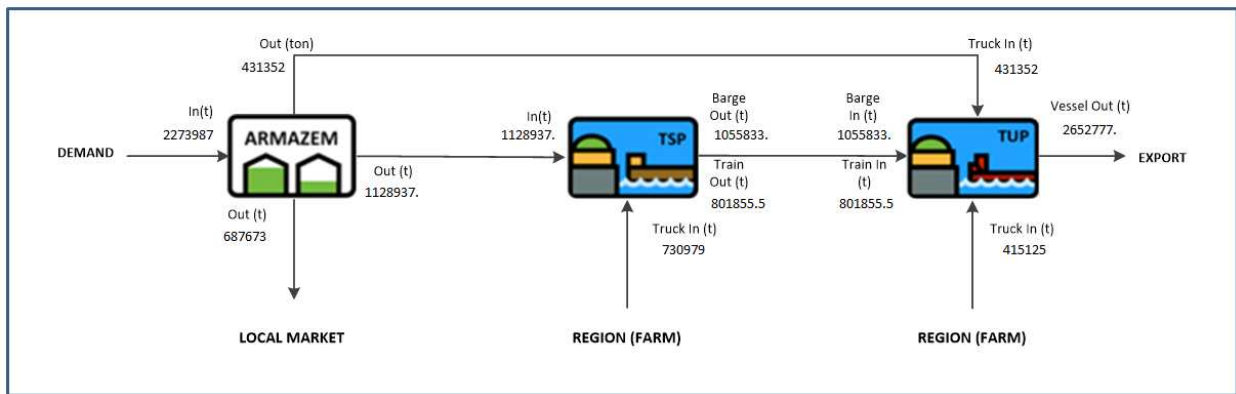 Out (ton)
431352
Truck In (t)
431352
In(t)
2273987
ARMAZEM
In(t)
1128937.
TSP
Barge
Out (t)
1055833.
Barge
In (t)
1055833.
TUP
Vessel Out (t)
2652777.
DEMAND
EXPORT
Out (t)
1128937.
Train
Out (t)
801855.5
Train In
(t)
801855.5
Out (t)
687673
Truck In (t)
730979
Truck In (t)
415125
LOCAL MARKET
REGION (FARM)
REGION (FARM)